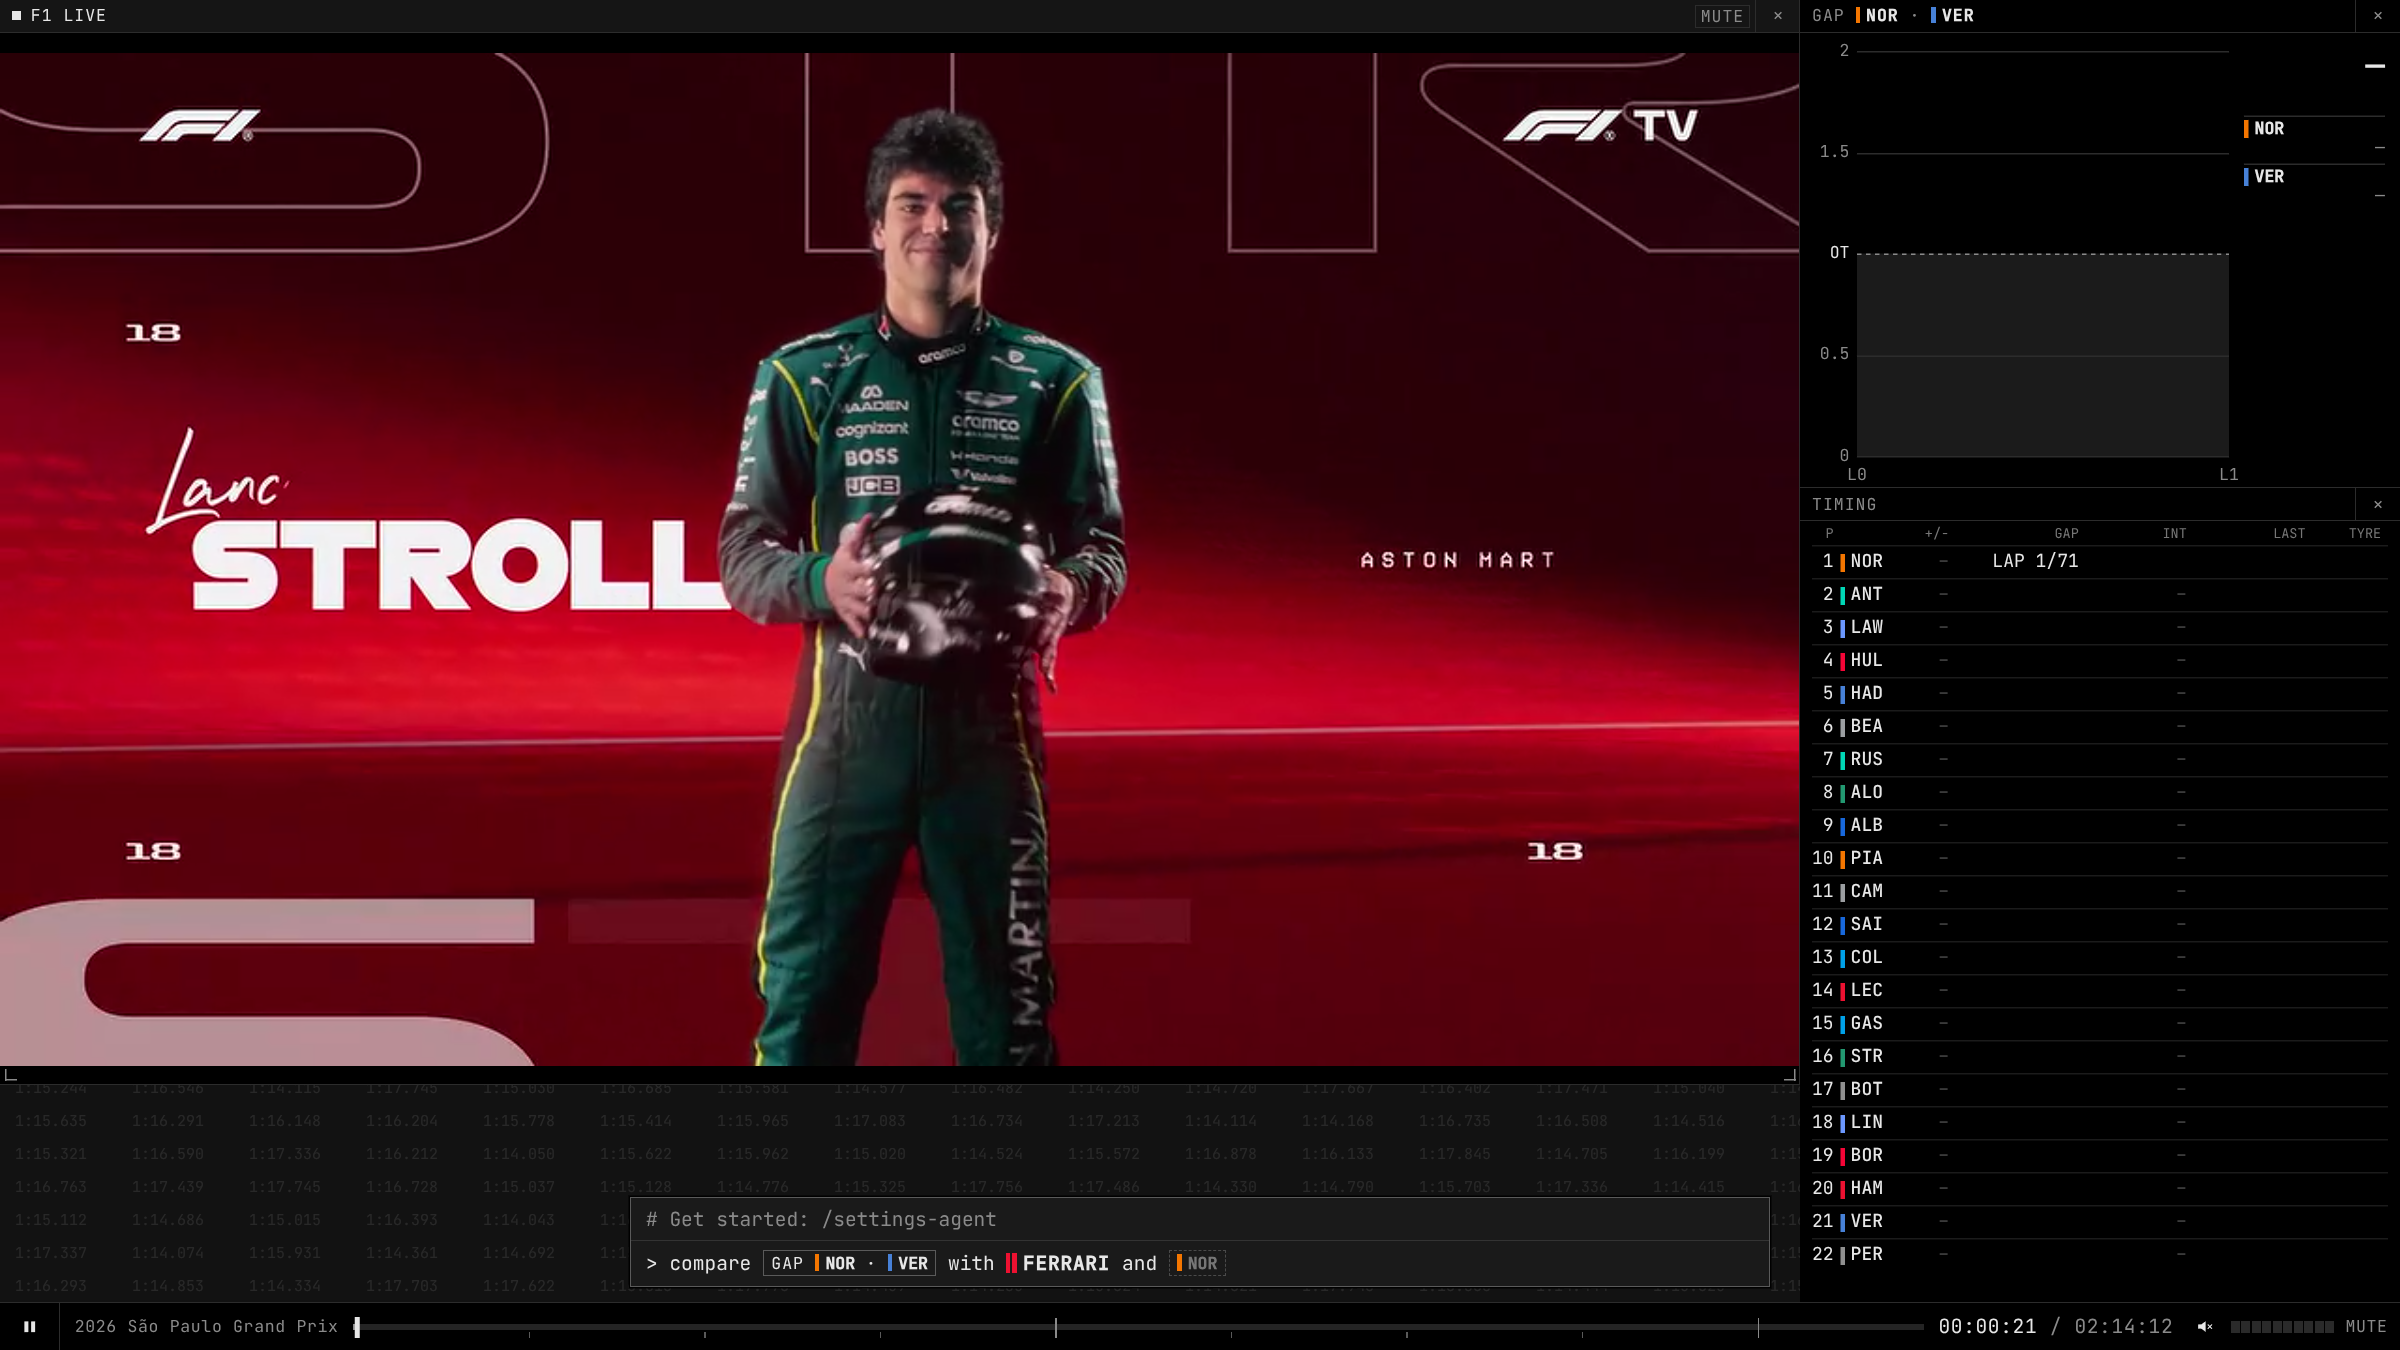 F1 LIVE
MUTE ×
GAP NOR · VER ×
2
1.5
OT
0.5
0
L0 L1
NOR –
VER –
F1
F1 TV
18
Lanc
STROLL
ASTON MART
18
18
aramco
MAADEN
cognizant
BOSS
JCB
aramco
Honda
Valvoline
aramco
MARTIN
TIMING ×
P +/- GAP INT LAST TYRE
1 NOR – LAP 1/71
2 ANT – –
3 LAW – –
4 HUL – –
5 HAD – –
6 BEA – –
7 RUS – –
8 ALO – –
9 ALB – –
10 PIA – –
11 CAM – –
12 SAI – –
13 COL – –
14 LEC – –
15 GAS – –
16 STR – –
17 BOT – –
18 LIN – –
19 BOR – –
20 HAM – –
21 VER – –
22 PER – –
1:15.635 1:16.291 1:16.148 1:16.204 1:15.778 1:15.414 1:15.965 1:17.083 1:16.734 1:17.213 1:14.114 1:14.168 1:16.735 1:16.508 1:14.516
1:15.321 1:16.590 1:17.336 1:16.212 1:14.050 1:15.622 1:15.962 1:15.020 1:14.524 1:15.572 1:16.878 1:16.133 1:17.845 1:14.705 1:16.199
1:16.763 1:17.439 1:17.745 1:16.728 1:15.037 1:15.128 1:14.776 1:15.325 1:17.756 1:17.486 1:14.330 1:14.790 1:15.703 1:17.336 1:14.415
1:15.112 1:14.686 1:15.015 1:16.393 1:14.043
1:17.337 1:14.074 1:15.931 1:14.361 1:14.692
1:16.293 1:14.853 1:14.334 1:17.703 1:17.622
# Get started: /settings-agent
> compare GAP NOR · VER with FERRARI and NOR
2026 São Paulo Grand Prix 00:00:21 / 02:14:12 MUTE